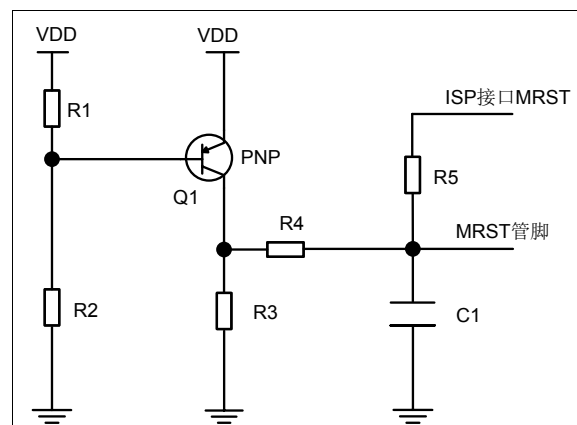 VDD
VDD
ISP接口MRST
R1
PNP
R5
Q1
R4
MRST管脚
R2
R3
C1